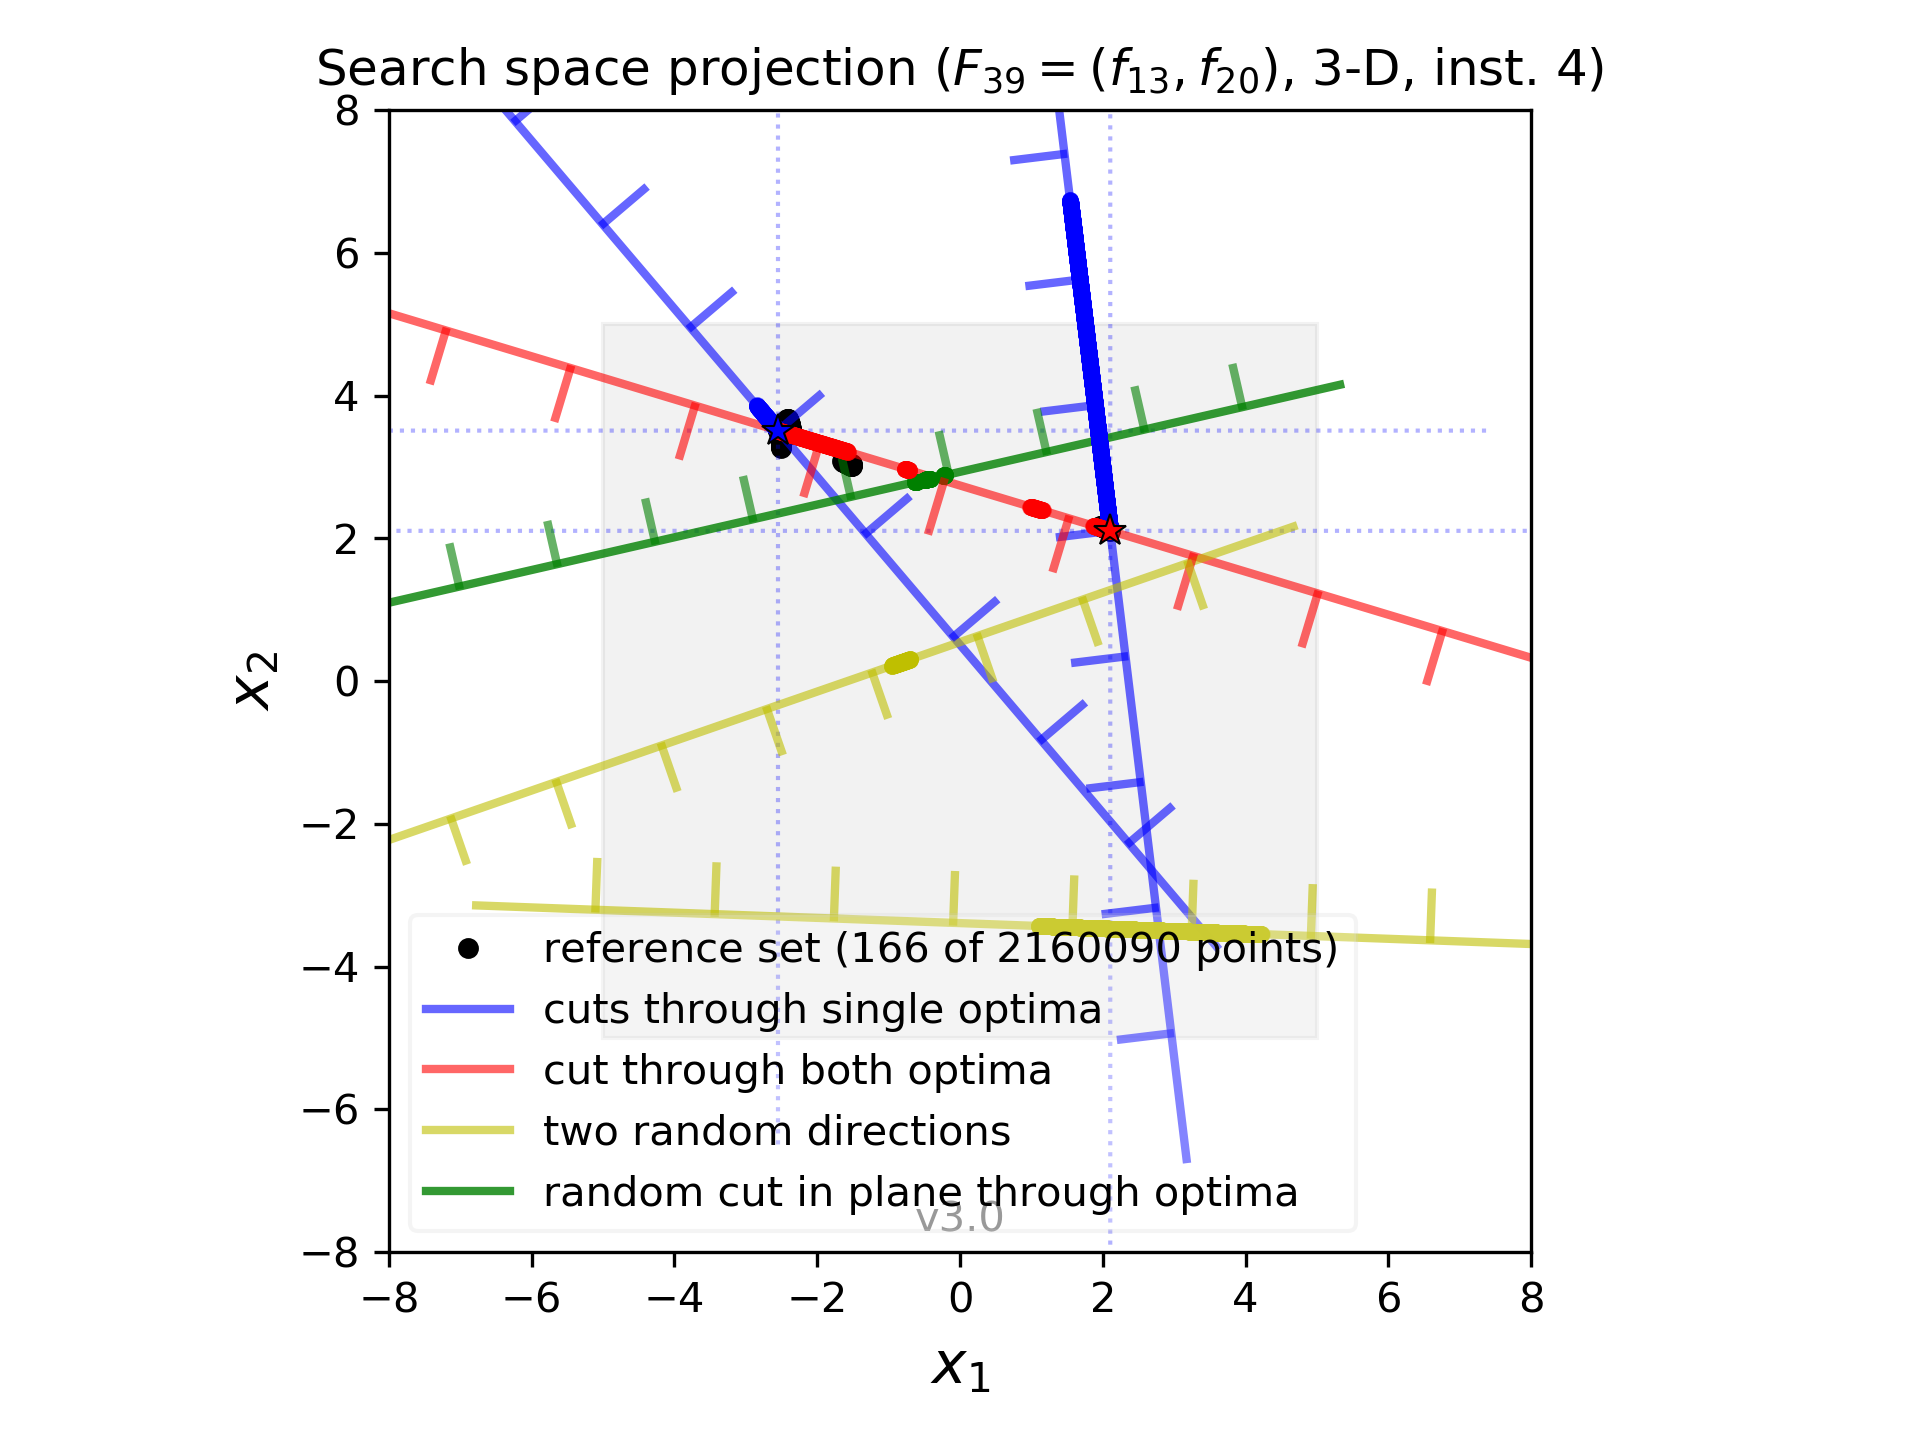 Search space projection (F39 = (f13, f20), 3-D, inst. 4)
8
6
4
2
0
−2
−4
−6
−8
x2
reference set (166 of 2160090 points)
cuts through single optima
cut through both optima
two random directions
random cut in plane through optima
v3.0
−8 −6 −4 −2 0 2 4 6 8
x1